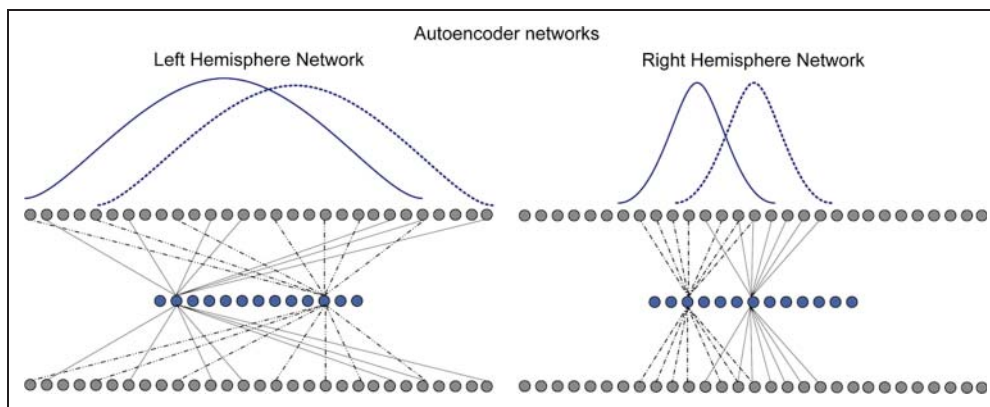 Autoencoder networks
Left Hemisphere Network
Right Hemisphere Network